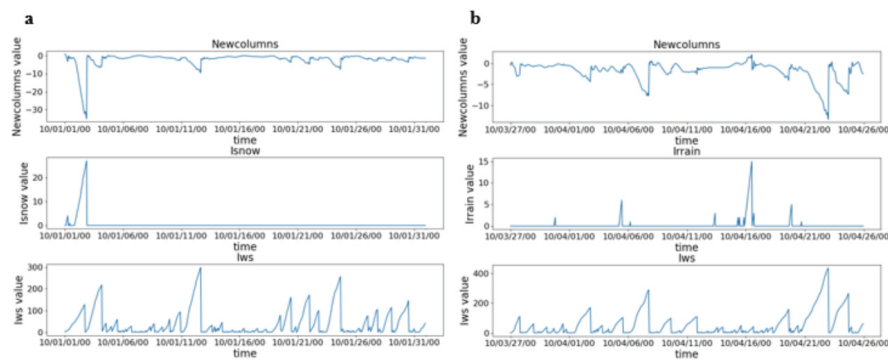 a
Newcolumns
Newcolumns value
0
−10
−20
−30
10/01/01/00 10/01/06/00 10/01/11/00 10/01/16/00 10/01/21/00 10/01/26/00 10/01/31/00
time
Isnow
Isnow value
20
10
0
10/01/01/00 10/01/06/00 10/01/11/00 10/01/16/00 10/01/21/00 10/01/26/00 10/01/31/00
time
Iws
Iws value
300
200
100
0
10/01/01/00 10/01/06/00 10/01/11/00 10/01/16/00 10/01/21/00 10/01/26/00 10/01/31/00
time
b
Newcolumns
Newcolumns value
0
−5
−10
10/03/27/00 10/04/01/00 10/04/06/00 10/04/11/00 10/04/16/00 10/04/21/00 10/04/26/00
time
Irrain
Irrain value
15
10
5
0
10/03/27/00 10/04/01/00 10/04/06/00 10/04/11/00 10/04/16/00 10/04/21/00 10/04/26/00
time
Iws
Iws value
400
200
0
10/03/27/00 10/04/01/00 10/04/06/00 10/04/11/00 10/04/16/00 10/04/21/00 10/04/26/00
time